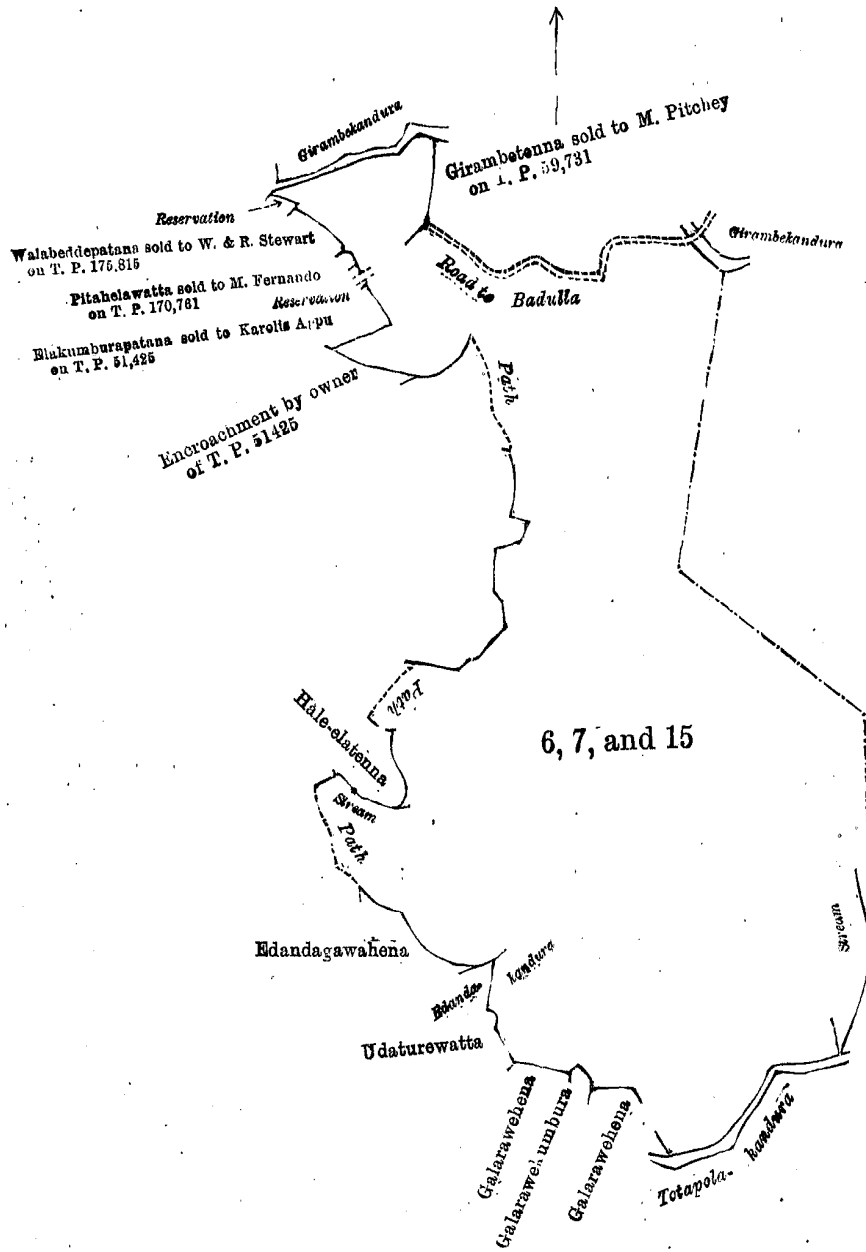 Girambekandura
Girambetenna sold to M. Pitchey
on T. P. 59,731
Reservation
Walabeddepatana sold to W. & R. Stewart
on T. P. 175,815
Girambekandura
Road to Badulla
Pitahelawatta sold to M. Fernando
on T. P. 170,761
Reservation
Elakumburapatana sold to Karolis Appu
on T. P. 51,425
Path
Encroachment by owner
of T. P. 51425
Path
Hale-elatenna
6, 7, and 15
Stream
Path
Stream
Edandagawahena
Edanda-
kandura
Udaturewatta
Galarawehena
Galarawekumbura
Galarawehena
Totapola-
kandura